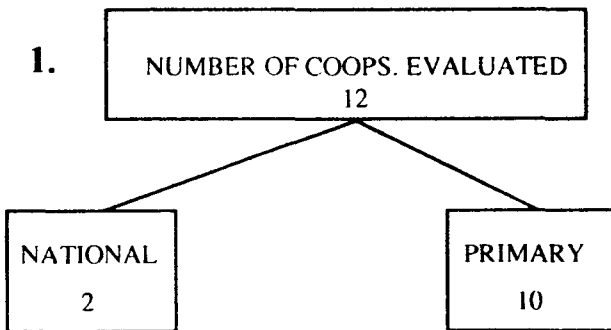 1.
NUMBER OF COOPS. EVALUATED
12
NATIONAL
2
PRIMARY
10